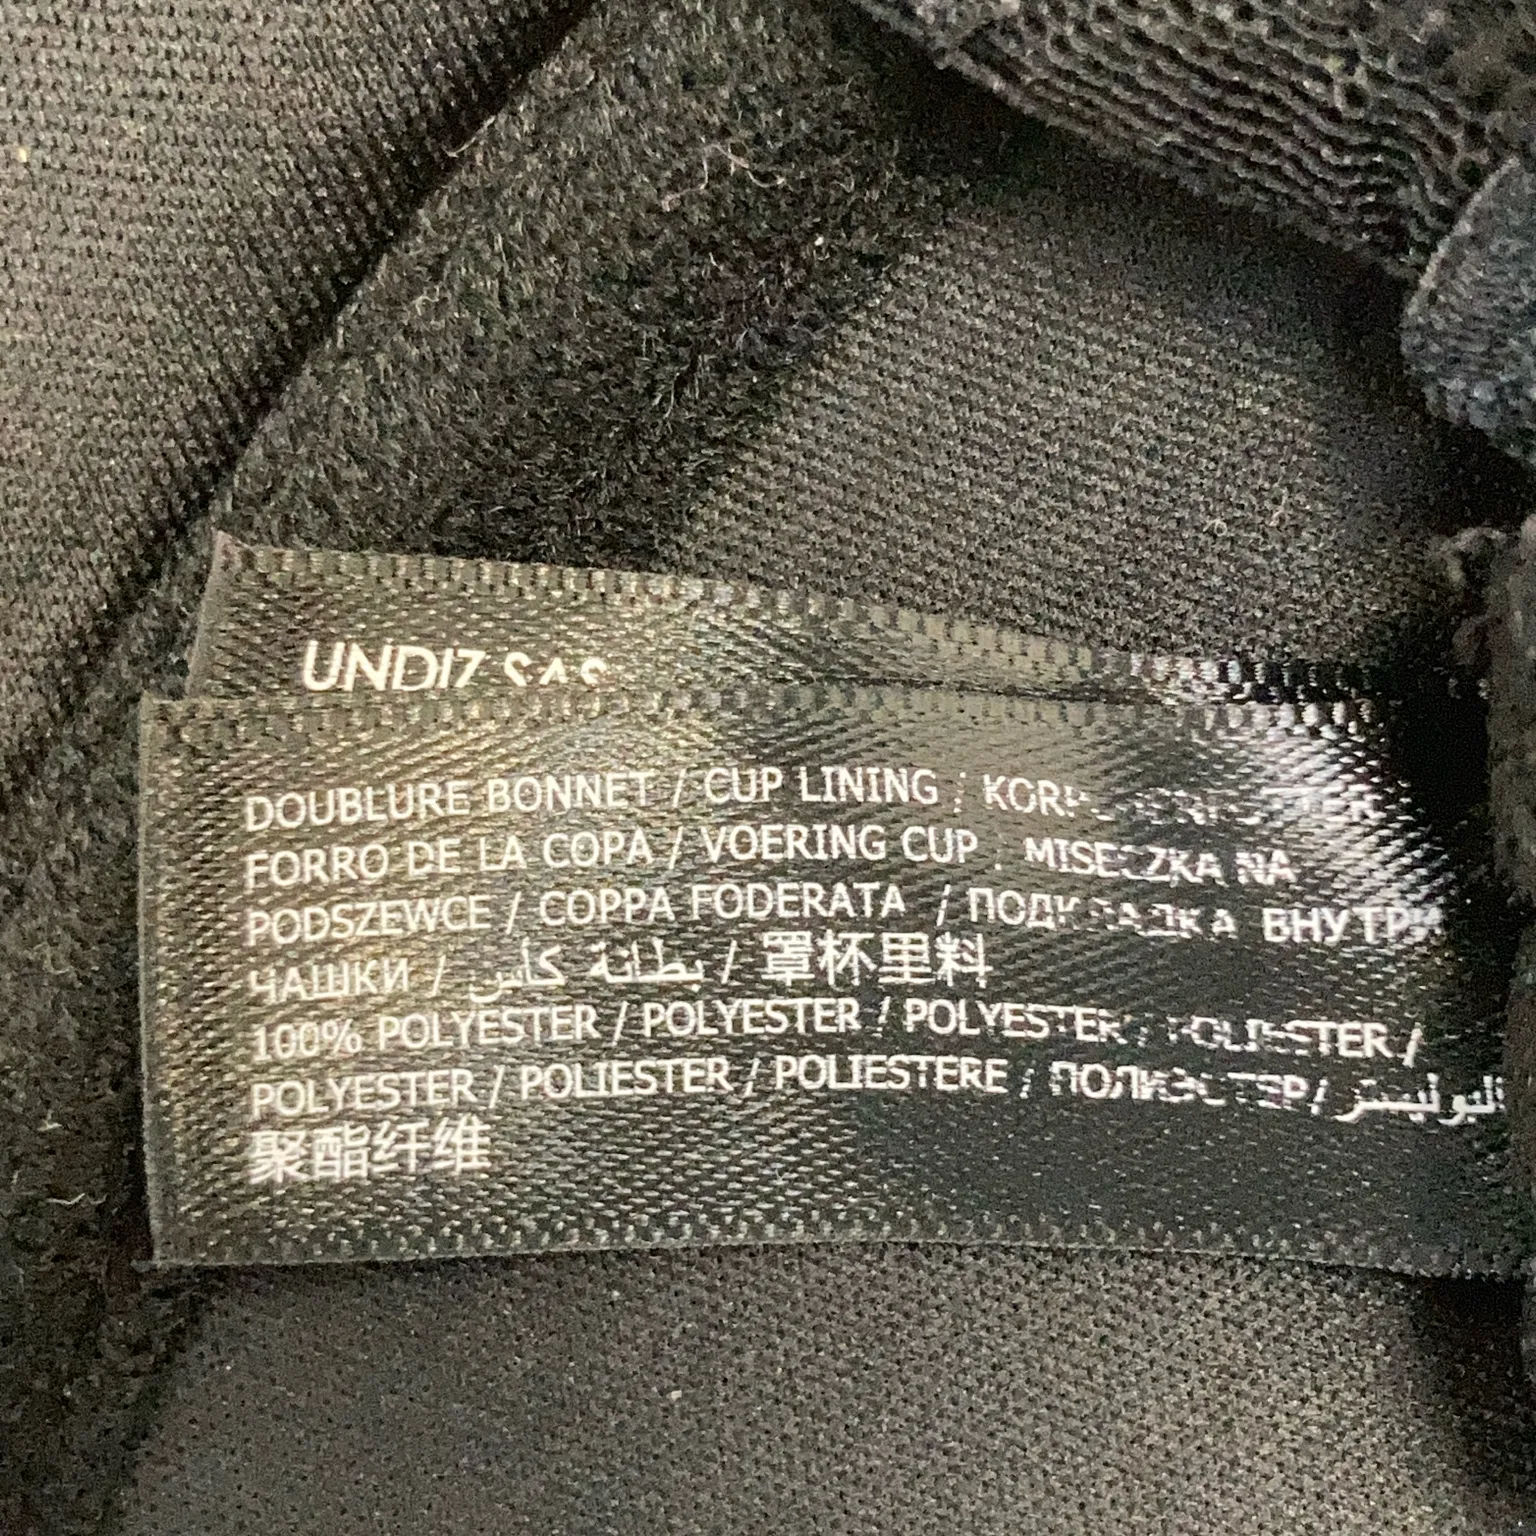 UNDIZ SAS
DOUBLURE BONNET / CUP LINING /
FORRO DE LA COPA / VOERING CUP / MISECZKA NA
PODSZEWCE / COPPA FODERATA / ПОДКЛАДКА ВНУТРИ
ЧАШКИ / بطانة كأس / 罩杯里料
100% POLYESTER / POLYESTER / POLYESTER / POLIESTER /
POLYESTER / POLIESTER / POLIESTERE / ПОЛИЭСТЕР /
聚酯纤维